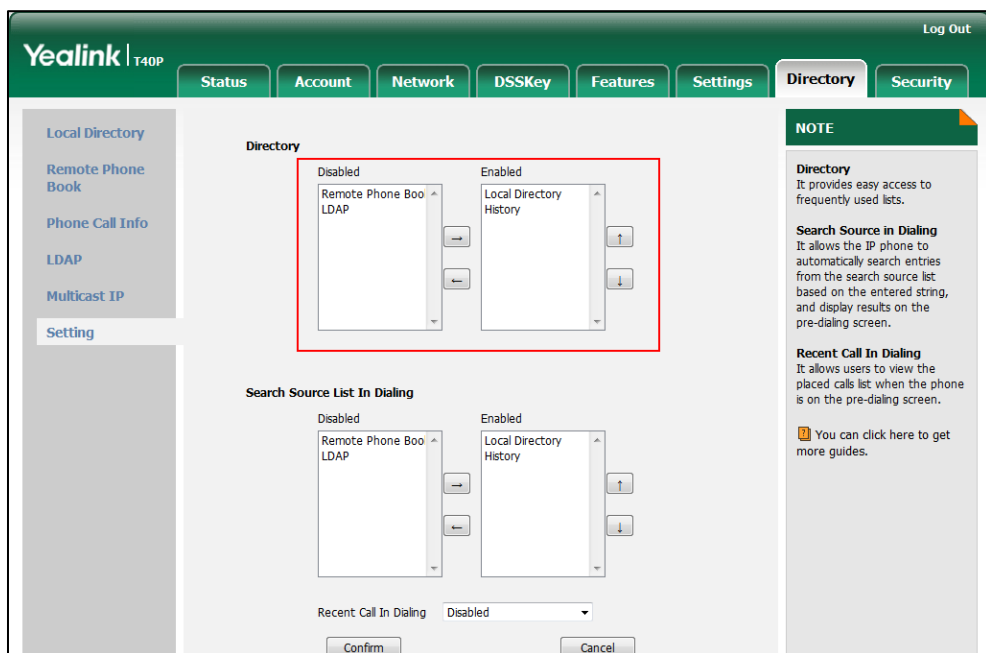 Log Out
Yealink T40P
Status Account Network DSSKey Features Settings Directory Security
Local Directory
Remote Phone
Book
Phone Call Info
LDAP
Multicast IP
Setting
Directory
Disabled Enabled
Remote Phone Boo
LDAP
Local Directory
History
→
←
↑
↓
Search Source List In Dialing
Disabled Enabled
Remote Phone Boo
LDAP
Local Directory
History
→
←
↑
↓
Recent Call In Dialing Disabled
Confirm Cancel
NOTE
Directory
It provides easy access to
frequently used lists.
Search Source in Dialing
It allows the IP phone to
automatically search entries
from the search source list
based on the entered string,
and display results on the
pre-dialing screen.
Recent Call In Dialing
It allows users to view the
placed calls list when the phone
is on the pre-dialing screen.
? You can click here to get
more guides.